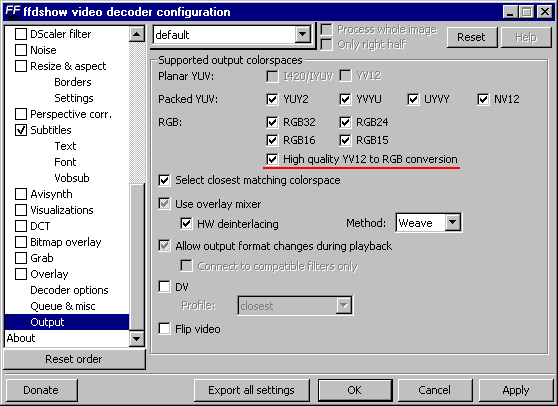 FF ffdshow video decoder configuration
DScaler filter
Noise
Resize & aspect
Borders
Settings
Perspective corr.
Subtitles
Text
Font
Vobsub
Avisynth
Visualizations
DCT
Bitmap overlay
Grab
Overlay
Decoder options
Queue & misc
Output
About
Reset order
default
Process whole image
Only right half
Reset
Help
Supported output colorspaces
Planar YUV: I420/IYUV YV12
Packed YUV: YUY2 YVYU UYVY NV12
RGB: RGB32 RGB24
RGB16 RGB15
High quality YV12 to RGB conversion
Select closest matching colorspace
Use overlay mixer
HW deinterlacing Method: Weave
Allow output format changes during playback
Connect to compatible filters only
DV
Profile: closest
Flip video
Donate Export all settings OK Cancel Apply